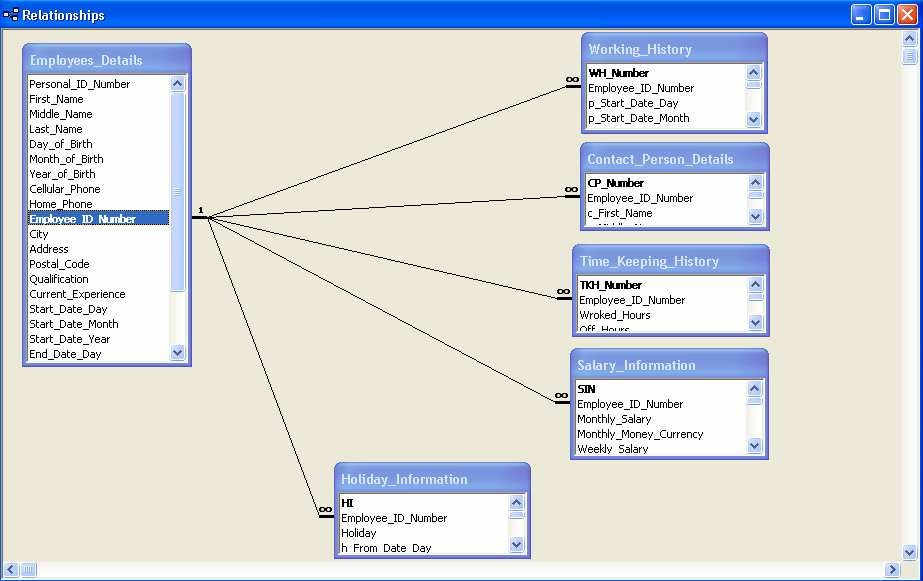 Relationships
Employees_Details
Personal_ID_Number
First_Name
Middle_Name
Last_Name
Day_of_Birth
Month_of_Birth
Year_of_Birth
Cellular_Phone
Home_Phone
Employee_ID_Number
City
Address
Postal_Code
Qualification
Current_Experience
Start_Date_Day
Start_Date_Month
Start_Date_Year
End_Date_Day
1
Working_History
∞
WH_Number
Employee_ID_Number
p_Start_Date_Day
p_Start_Date_Month
Contact_Person_Details
∞
CP_Number
Employee_ID_Number
c_First_Name
Time_Keeping_History
∞
TKH_Number
Employee_ID_Number
Wroked_Hours
Off_Hours
Salary_Information
∞
SIN
Employee_ID_Number
Monthly_Salary
Monthly_Money_Currency
Weekly_Salary
Holiday_Information
∞
HI
Employee_ID_Number
Holiday
h_From_Date_Day